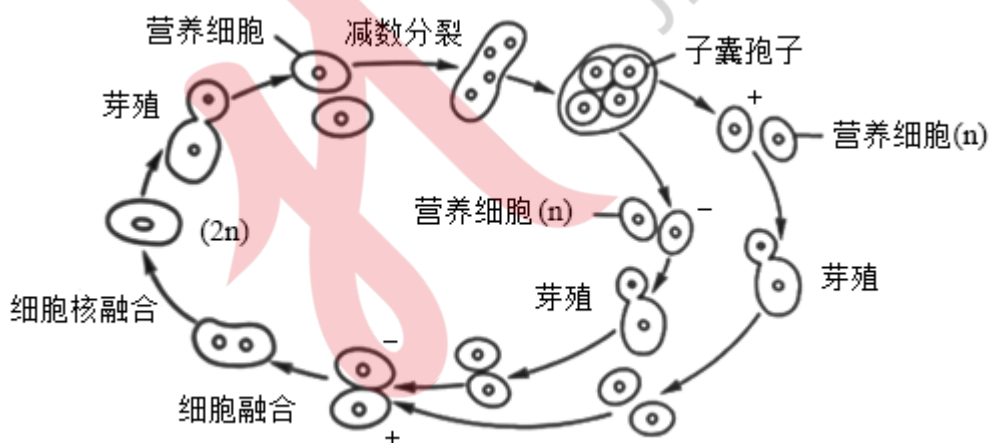 营养细胞
减数分裂
子囊孢子
芽殖
+
营养细胞(n)
营养细胞(n)
−
(2n)
芽殖
芽殖
细胞核融合
−
细胞融合
+